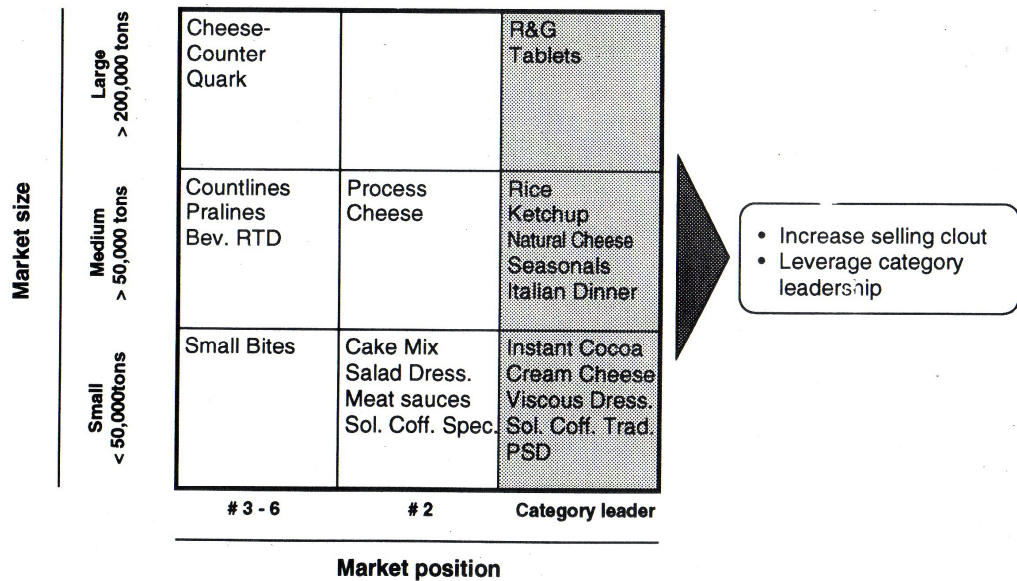 Market size
Large
> 200,000 tons
Cheese-
Counter
Quark
R&G
Tablets
Medium
> 50,000 tons
Countlines
Pralines
Bev. RTD
Process
Cheese
Rice
Ketchup
Natural Cheese
Seasonals
Italian Dinner
Small
< 50,000tons
Small Bites
Cake Mix
Salad Dress.
Meat sauces
Sol. Coff. Spec.
Instant Cocoa
Cream Cheese
Viscous Dress.
Sol. Coff. Trad.
PSD
# 3 - 6
# 2
Category leader
Market position
• Increase selling clout
• Leverage category
leadership